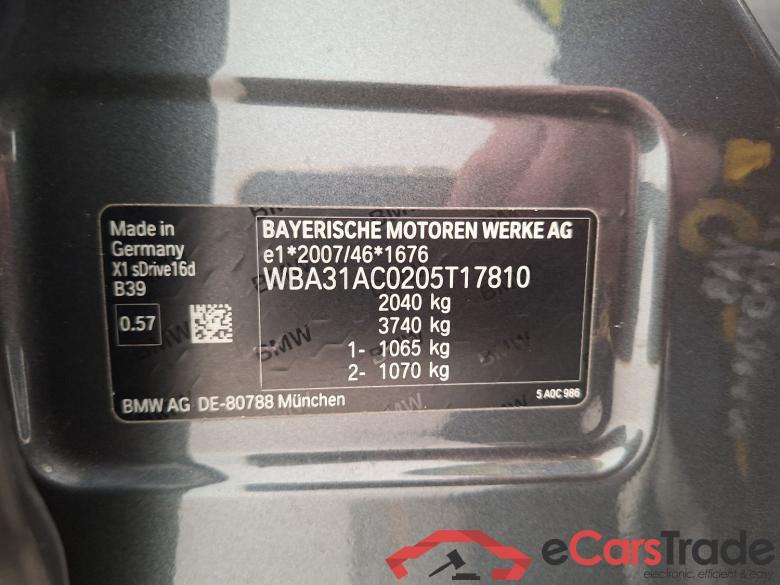 Made in
Germany
X1 sDrive16d
B39
0.57
BMW AG DE-80788 München
BAYERISCHE MOTOREN WERKE AG
e1*2007/46*1676
WBA31AC0205T17810
2040 kg
3740 kg
1- 1065 kg
2- 1070 kg
5 A0C 986
BMW
eCarsTrade
electronic, efficient & easy